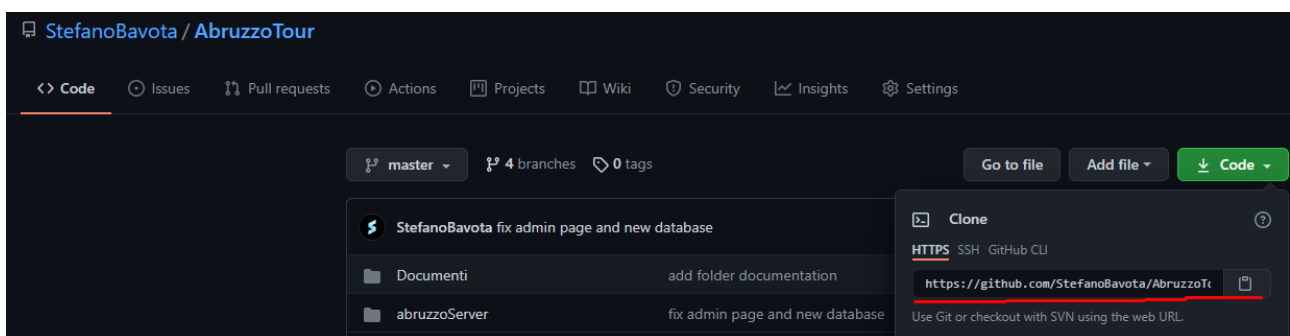 StefanoBavota / AbruzzoTour
Code Issues Pull requests Actions Projects Wiki Security Insights Settings
master 4 branches 0 tags Go to file Add file Code
StefanoBavota fix admin page and new database
Clone
HTTPS SSH GitHub CLI
Documenti add folder documentation
https://github.com/StefanoBavota/AbruzzoTo
abruzzoServer fix admin page and new database
Use Git or checkout with SVN using the web URL.